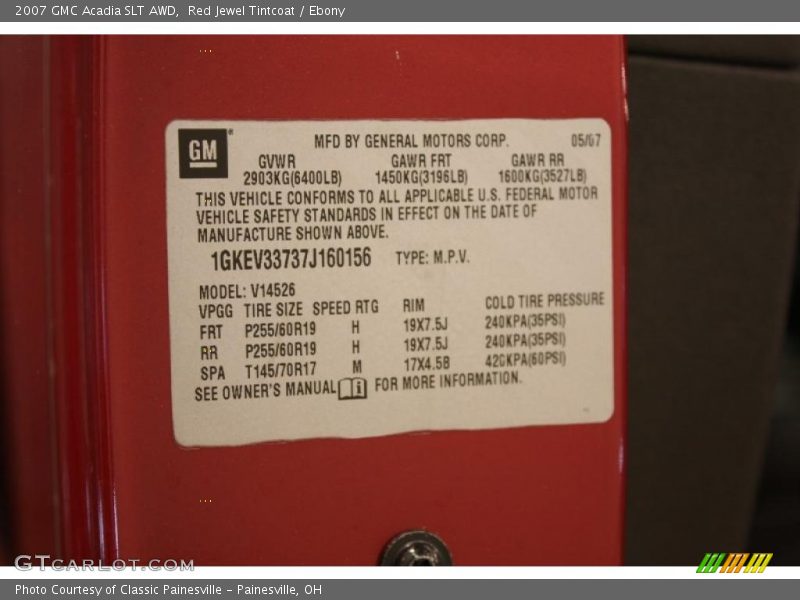 2007 GMC Acadia SLT AWD, Red Jewel Tintcoat / Ebony
GM
MFD BY GENERAL MOTORS CORP. 05/07
GVWR GAWR FRT GAWR RR
2903KG(6400LB) 1450KG(3196LB) 1600KG(3527LB)
THIS VEHICLE CONFORMS TO ALL APPLICABLE U.S. FEDERAL MOTOR
VEHICLE SAFETY STANDARDS IN EFFECT ON THE DATE OF
MANUFACTURE SHOWN ABOVE.
1GKEV33737J160156 TYPE: M.P.V.
MODEL: V14526
VPGG TIRE SIZE SPEED RTG RIM COLD TIRE PRESSURE
FRT P255/60R19 H 19X7.5J 240KPA(35PSI)
RR P255/60R19 H 19X7.5J 240KPA(35PSI)
SPA T145/70R17 M 17X4.5B 420KPA(60PSI)
SEE OWNER'S MANUAL i FOR MORE INFORMATION.
GTCARLOT.COM
Photo Courtesy of Classic Painesville – Painesville, OH